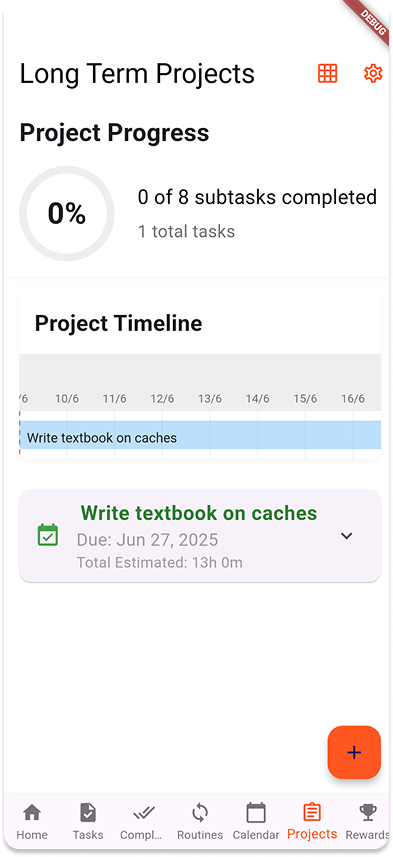 DEBUG
Long Term Projects
Project Progress
0%
0 of 8 subtasks completed
1 total tasks
Project Timeline
/6 10/6 11/6 12/6 13/6 14/6 15/6 16/6
Write textbook on caches
Write textbook on caches
Due: Jun 27, 2025
Total Estimated: 13h 0m
Home Tasks Compl... Routines Calendar Projects Rewards